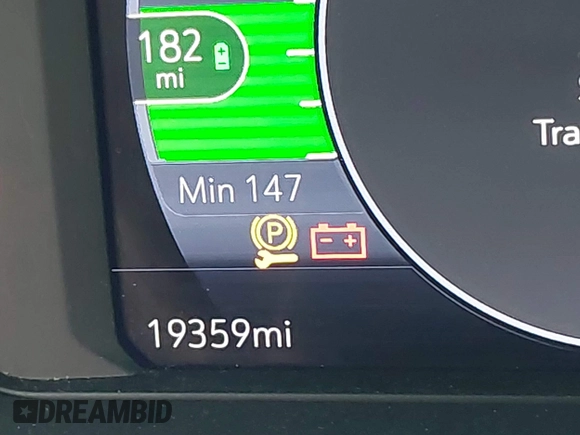 182
mi
Tra
Min 147
P
19359mi
DREAMBID